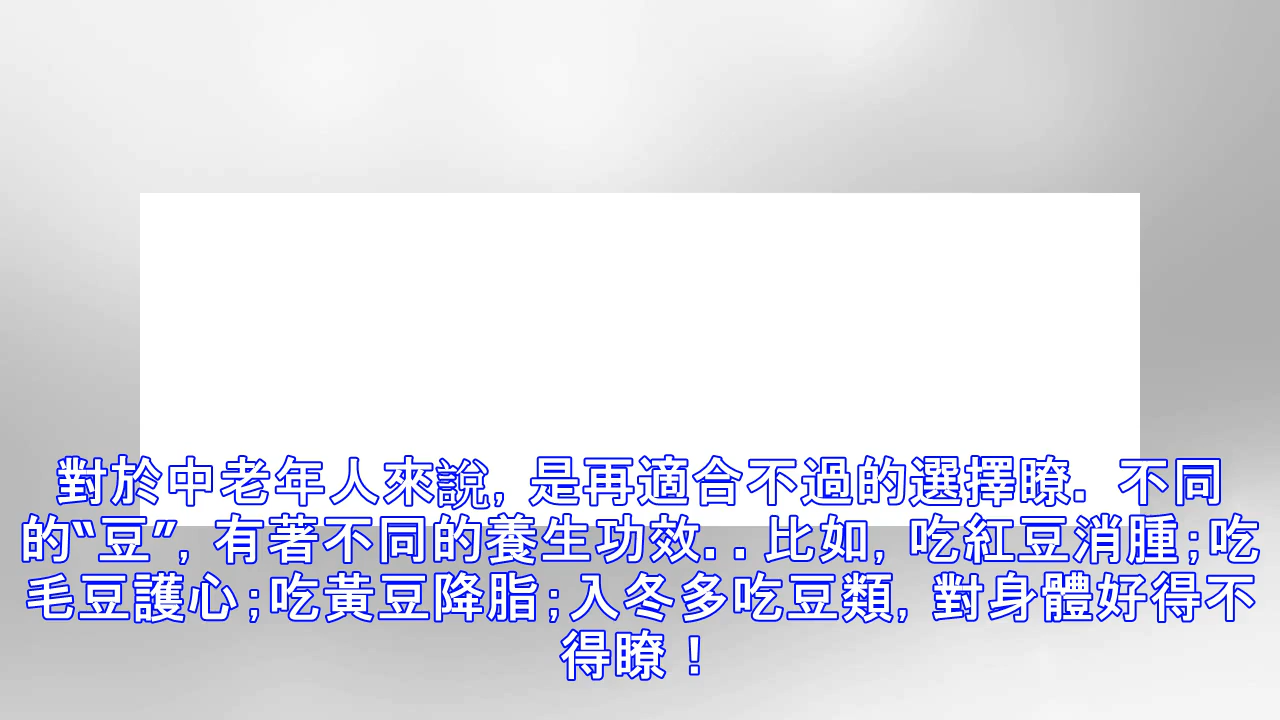 對於中老年人來說, 是再適合不過的選擇瞭. 不同
的“豆”, 有著不同的養生功效..比如, 吃紅豆消腫;吃
毛豆護心;吃黃豆降脂;入冬多吃豆類, 對身體好得不
得瞭！